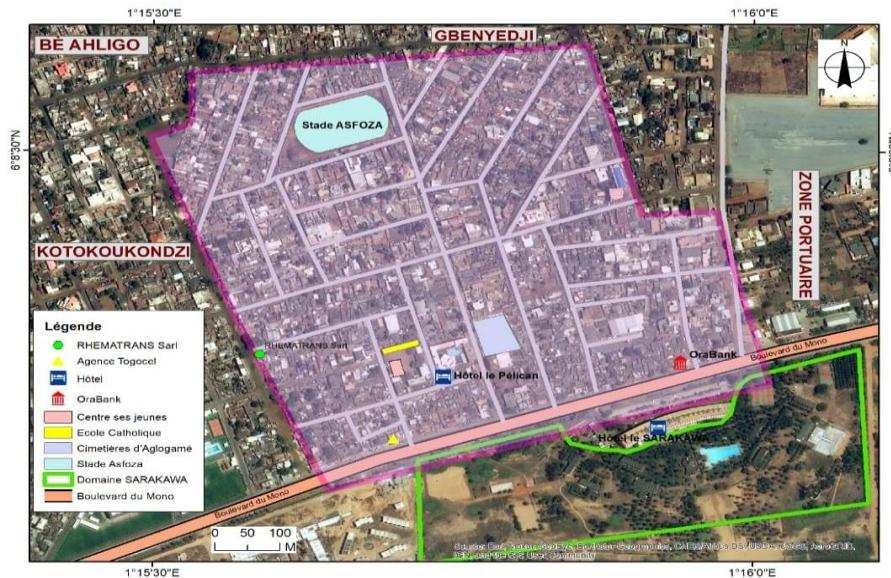 1°15'30"E
1°16'0"E
BÈ AHLIGO
GBENYEDJI
N
6°8'30"N
Stade ASFOZA
ZONE PORTUAIRE
KOTOKOUKONDZI
Légende
RHEMATRANS Sarl
Agence Togocel
Hôtel
OraBank
Centre ses jeunes
Ecole Catholique
Cimetières d'Aglogamé
Stade Asfoza
Domaine SARAKAWA
Boulevard du Mono
RHEMATRANS Sarl
OraBank
Boulevard du Mono
Hôtel le Pélican
Hôtel le SARAKAWA
Boulevard du Mono
0 50 100
M
1°15'30"E
1°16'0"E